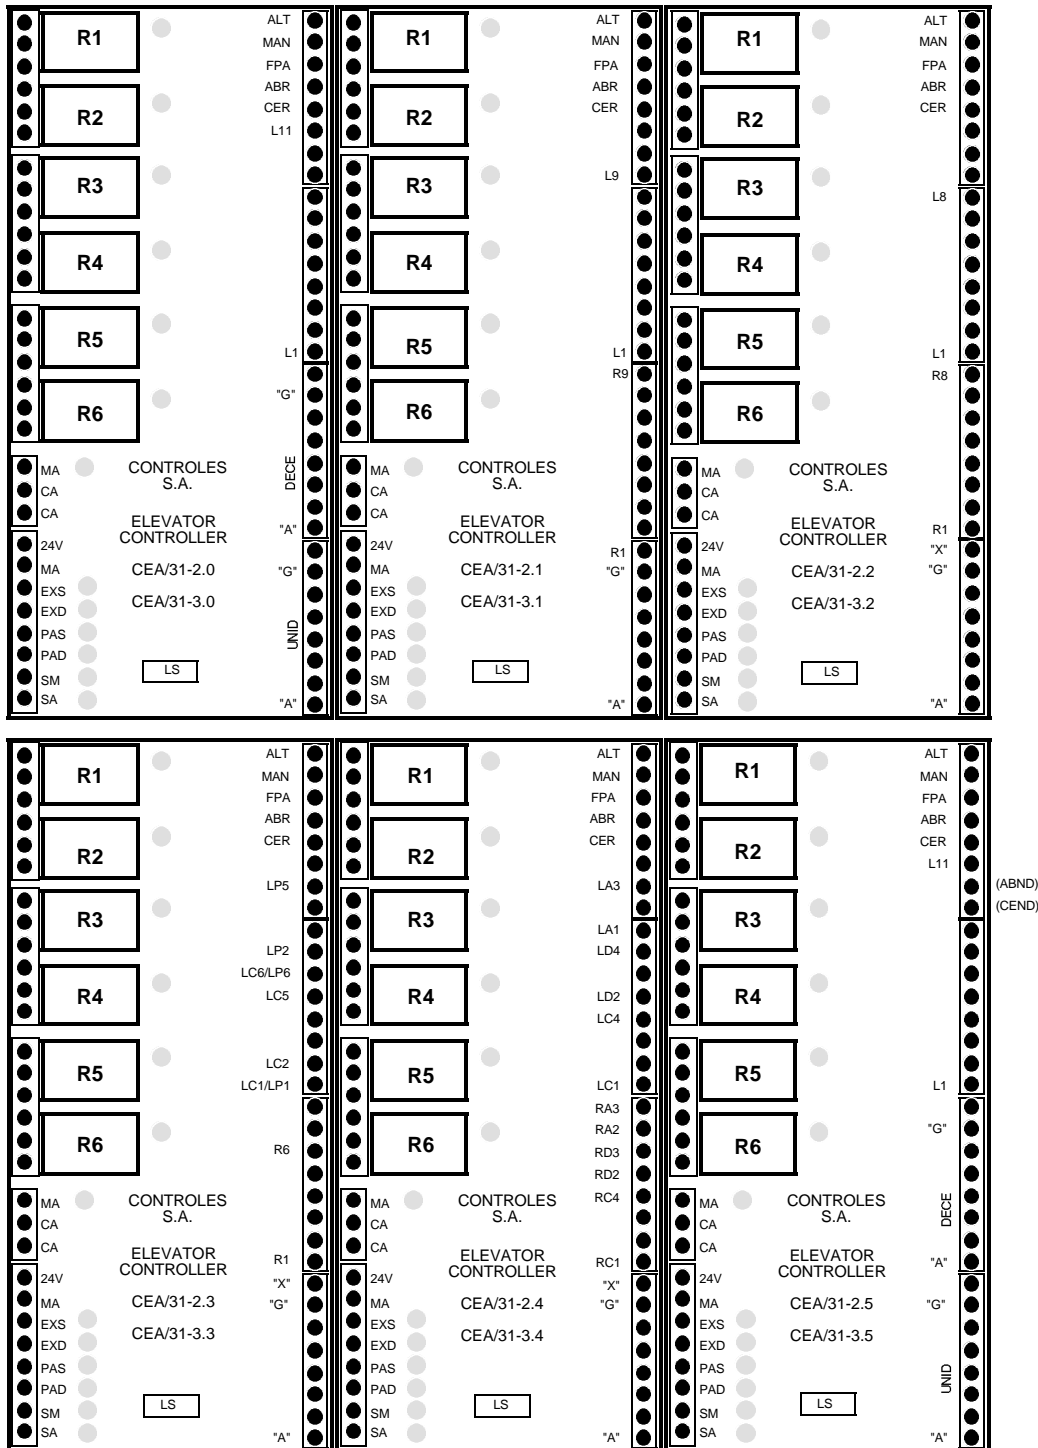 ALT
R1
MAN
FPA
ABR
R2
CER
L11
R3
R4
R5
L1
"G"
R6
MA
CONTROLES
S.A.
DECE
CA
CA
ELEVATOR
CONTROLLER
"A"
24V
MA
CEA/31-2.0
"G"
EXS
CEA/31-3.0
EXD
PAS
UNID
PAD
LS
SM
SA
"A"
ALT
R1
MAN
FPA
ABR
R2
CER
L9
R3
R4
R5
L1
R9
R6
MA
CONTROLES
S.A.
CA
CA
ELEVATOR
CONTROLLER
24V
R1
MA
CEA/31-2.1
"G"
EXS
CEA/31-3.1
EXD
PAS
PAD
LS
SM
SA
"A"
ALT
R1
MAN
FPA
ABR
R2
CER
R3
L8
R4
R5
L1
R8
R6
MA
CONTROLES
S.A.
CA
CA
ELEVATOR
CONTROLLER
R1
24V
"X"
MA
CEA/31-2.2
"G"
EXS
CEA/31-3.2
EXD
PAS
PAD
LS
SM
SA
"A"
ALT
R1
MAN
FPA
ABR
CER
R2
LP5
R3
LP2
LC6/LP6
R4
LC5
LC2
R5
LC1/LP1
R6
R6
MA
CONTROLES
S.A.
CA
CA
ELEVATOR
CONTROLLER
R1
24V
"X"
MA
CEA/31-2.3
"G"
EXS
CEA/31-3.3
EXD
PAS
PAD
LS
SM
SA
"A"
ALT
R1
MAN
FPA
ABR
CER
R2
LA3
R3
LA1
LD4
R4
LD2
LC4
R5
LC1
RA3
RA2
R6
RD3
RD2
RC4
MA
CONTROLES
S.A.
CA
CA
ELEVATOR
CONTROLLER
RC1
24V
"X"
MA
CEA/31-2.4
"G"
EXS
CEA/31-3.4
EXD
PAS
PAD
LS
SM
SA
"A"
ALT
R1
MAN
FPA
ABR
CER
R2
L11
(ABND)
(CEND)
R3
R4
R5
L1
"G"
R6
MA
CONTROLES
S.A.
DECE
CA
CA
ELEVATOR
CONTROLLER
"A"
24V
MA
CEA/31-2.5
"G"
EXS
CEA/31-3.5
EXD
PAS
UNID
PAD
LS
SM
SA
"A"